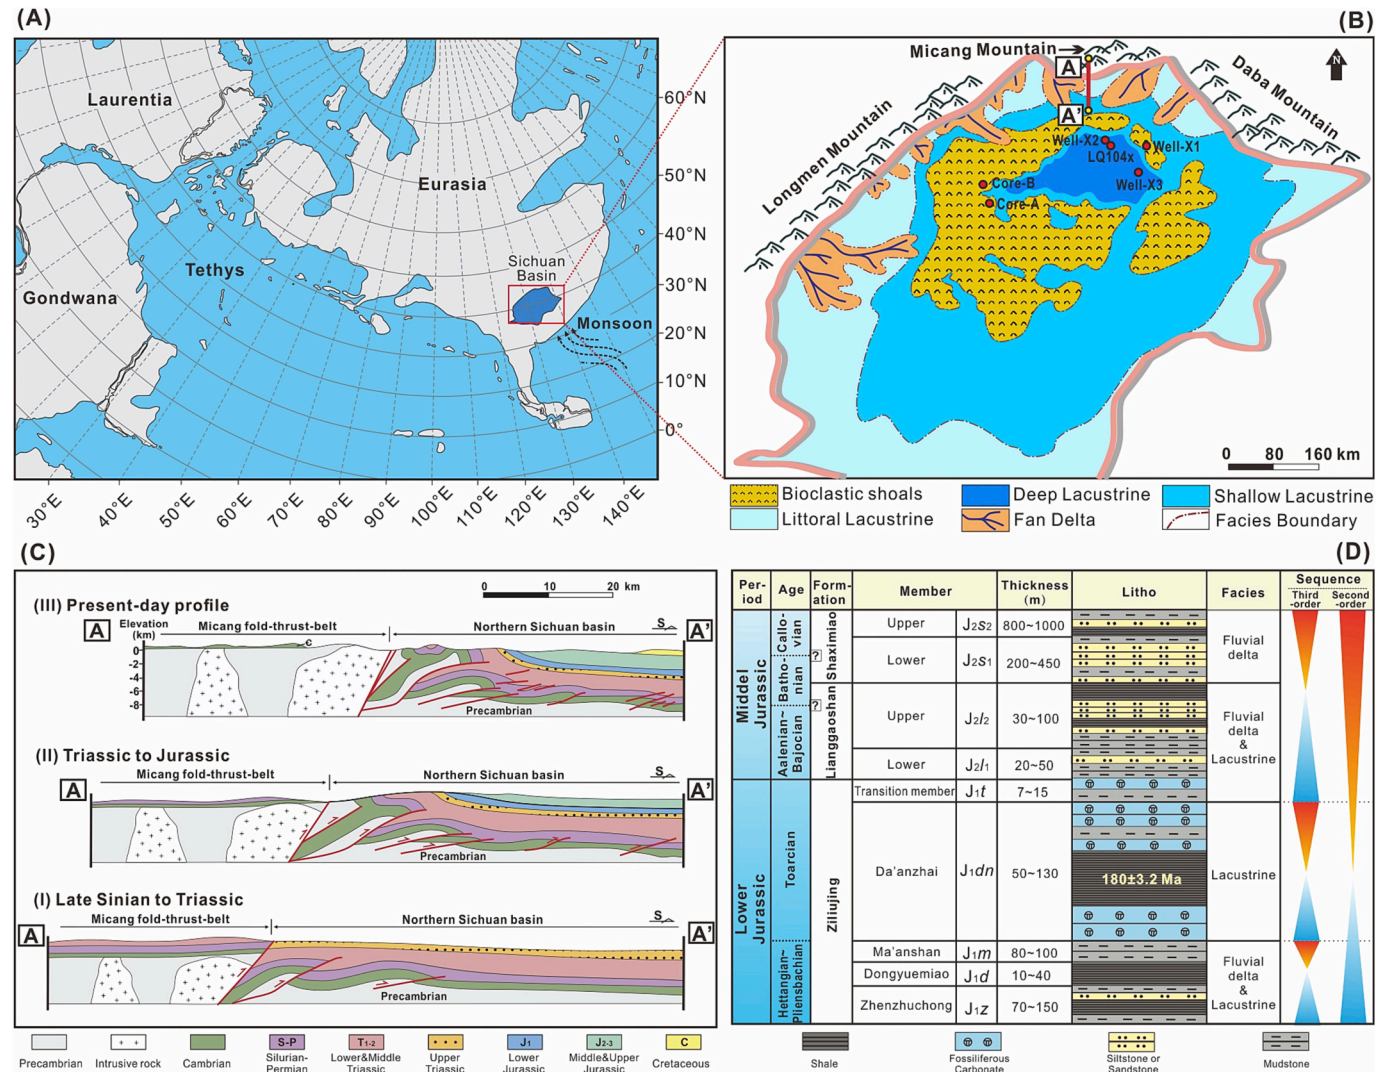 (A)
Laurentia
Eurasia
Tethys
Gondwana
Sichuan
Basin
Monsoon
60°N
50°N
40°N
30°N
20°N
10°N
0°
30°E
40°E
50°E
60°E
70°E
80°E
90°E
100°E
110°E
120°E
130°E
140°E
(B)
Micang Mountain
A
A'
N
Daba Mountain
Longmen Mountain
Well-X2
LQ104x
Well-X1
Well-X3
Core-B
Core-A
0 80 160 km
Bioclastic shoals
Deep Lacustrine
Shallow Lacustrine
Littoral Lacustrine
Fan Delta
Facies Boundary
(C)
0 10 20 km
(III) Present-day profile
A
Elevation
(km)
Micang fold-thrust-belt
Northern Sichuan basin
S
A'
0
-2
-4
-6
-8
Precambrian
(II) Triassic to Jurassic
Micang fold-thrust-belt
Northern Sichuan basin
S
A
A'
Precambrian
(I) Late Sinian to Triassic
Micang fold-thrust-belt
Northern Sichuan basin
S
A
A'
Precambrian
Precambrian
Intrusive rock
Cambrian
S-P
Silurian-
Permian
T1-2
Lower&Middle
Triassic
Upper
Triassic
J1
Lower
Jurassic
J2-3
Middle&Upper
Jurassic
C
Cretaceous
(D)
Per-
iod
Age
Form-
ation
Member
Thickness
(m)
Litho
Facies
Sequence
Third
-order
Second
-order
Middel
Jurassic
Lower
Jurassic
Callo-
vian
Batho-
nian
Aalenian~
Bajocian
Toarcian
Hettangian~
Pliensbachian
?
?
Shaximiao
Lianggaoshan
Ziliujing
Upper J2s2 800~1000
Lower J2s1 200~450
Upper J2l2 30~100
Lower J2l1 20~50
Transition member J1t 7~15
Da'anzhai J1dn 50~130
180±3.2 Ma
Ma'anshan J1m 80~100
Dongyuemiao J1d 10~40
Zhenzhuchong J1z 70~150
Fluvial
delta
Fluvial
delta
&
Lacustrine
Lacustrine
Fluvial
delta
&
Lacustrine
Shale
Fossiliferous
Carbonate
Siltstone or
Sandstone
Mudstone